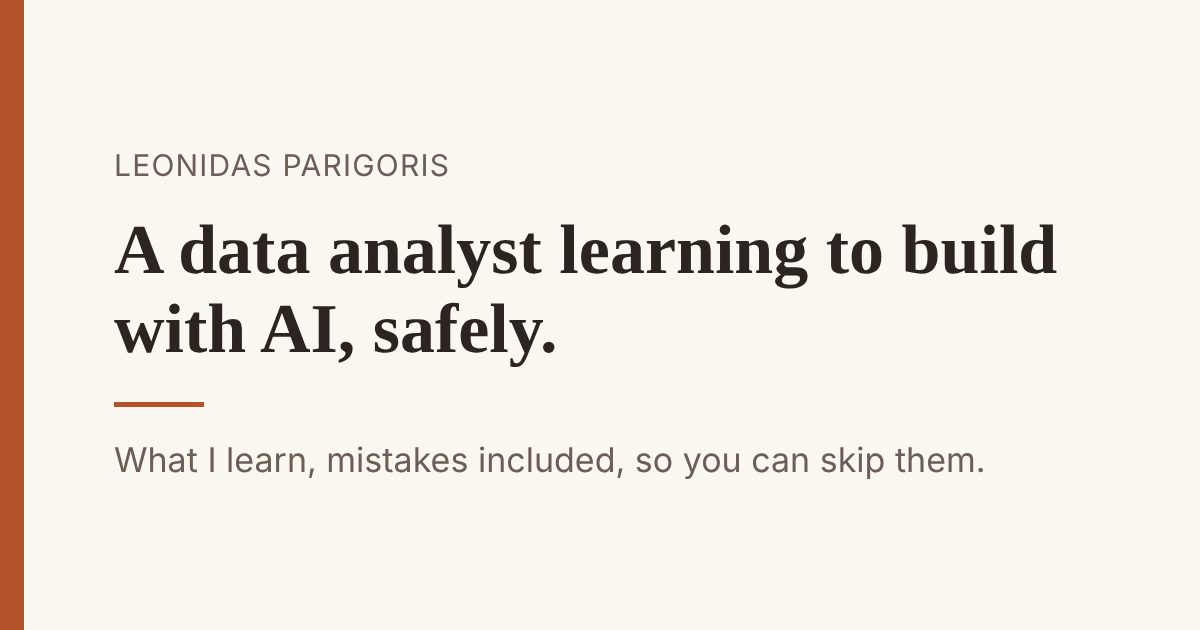 LEONIDAS PARIGORIS
A data analyst learning to build
with AI, safely.
What I learn, mistakes included, so you can skip them.